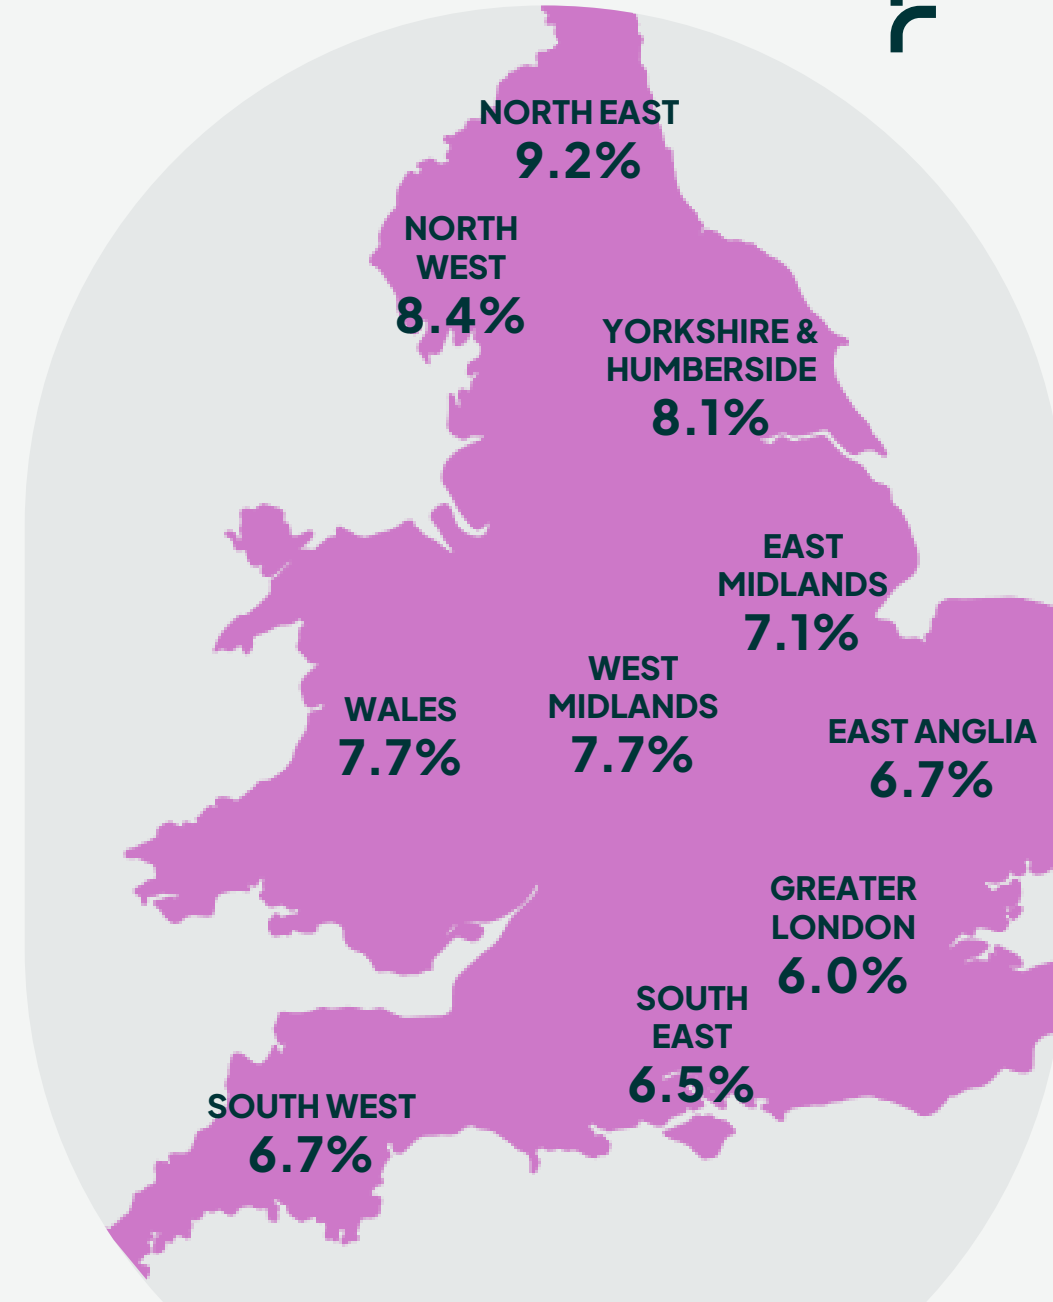 NORTH EAST
9.2%
NORTH
WEST
8.4%
YORKSHIRE &
HUMBERSIDE
8.1%
EAST
MIDLANDS
7.1%
WEST
MIDLANDS
7.7%
WALES
7.7%
EAST ANGLIA
6.7%
GREATER
LONDON
6.0%
SOUTH
EAST
6.5%
SOUTH WEST
6.7%